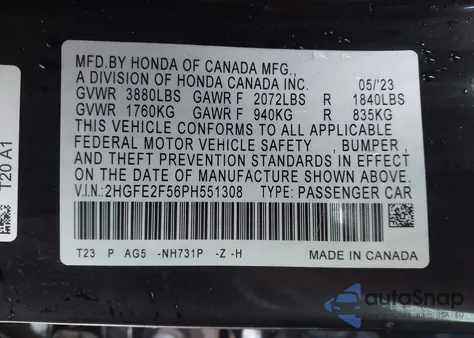 MFD.BY HONDA OF CANADA MFG.,
A DIVISION OF HONDA CANADA INC. 05/'23
GVWR 3880LBS GAWR F 2072LBS R 1840LBS
GVWR 1760KG GAWR F 940KG R 835KG
THIS VEHICLE CONFORMS TO ALL APPLICABLE
FEDERAL MOTOR VEHICLE SAFETY , BUMPER ,
AND THEFT PREVENTION STANDARDS IN EFFECT
ON THE DATE OF MANUFACTURE SHOWN ABOVE.
V.I.N.: 2HGFE2F56PH551308 TYPE: PASSENGER CAR
T23 P AG5 -NH731P -Z -H MADE IN CANADA
T20 A1
autoSnap